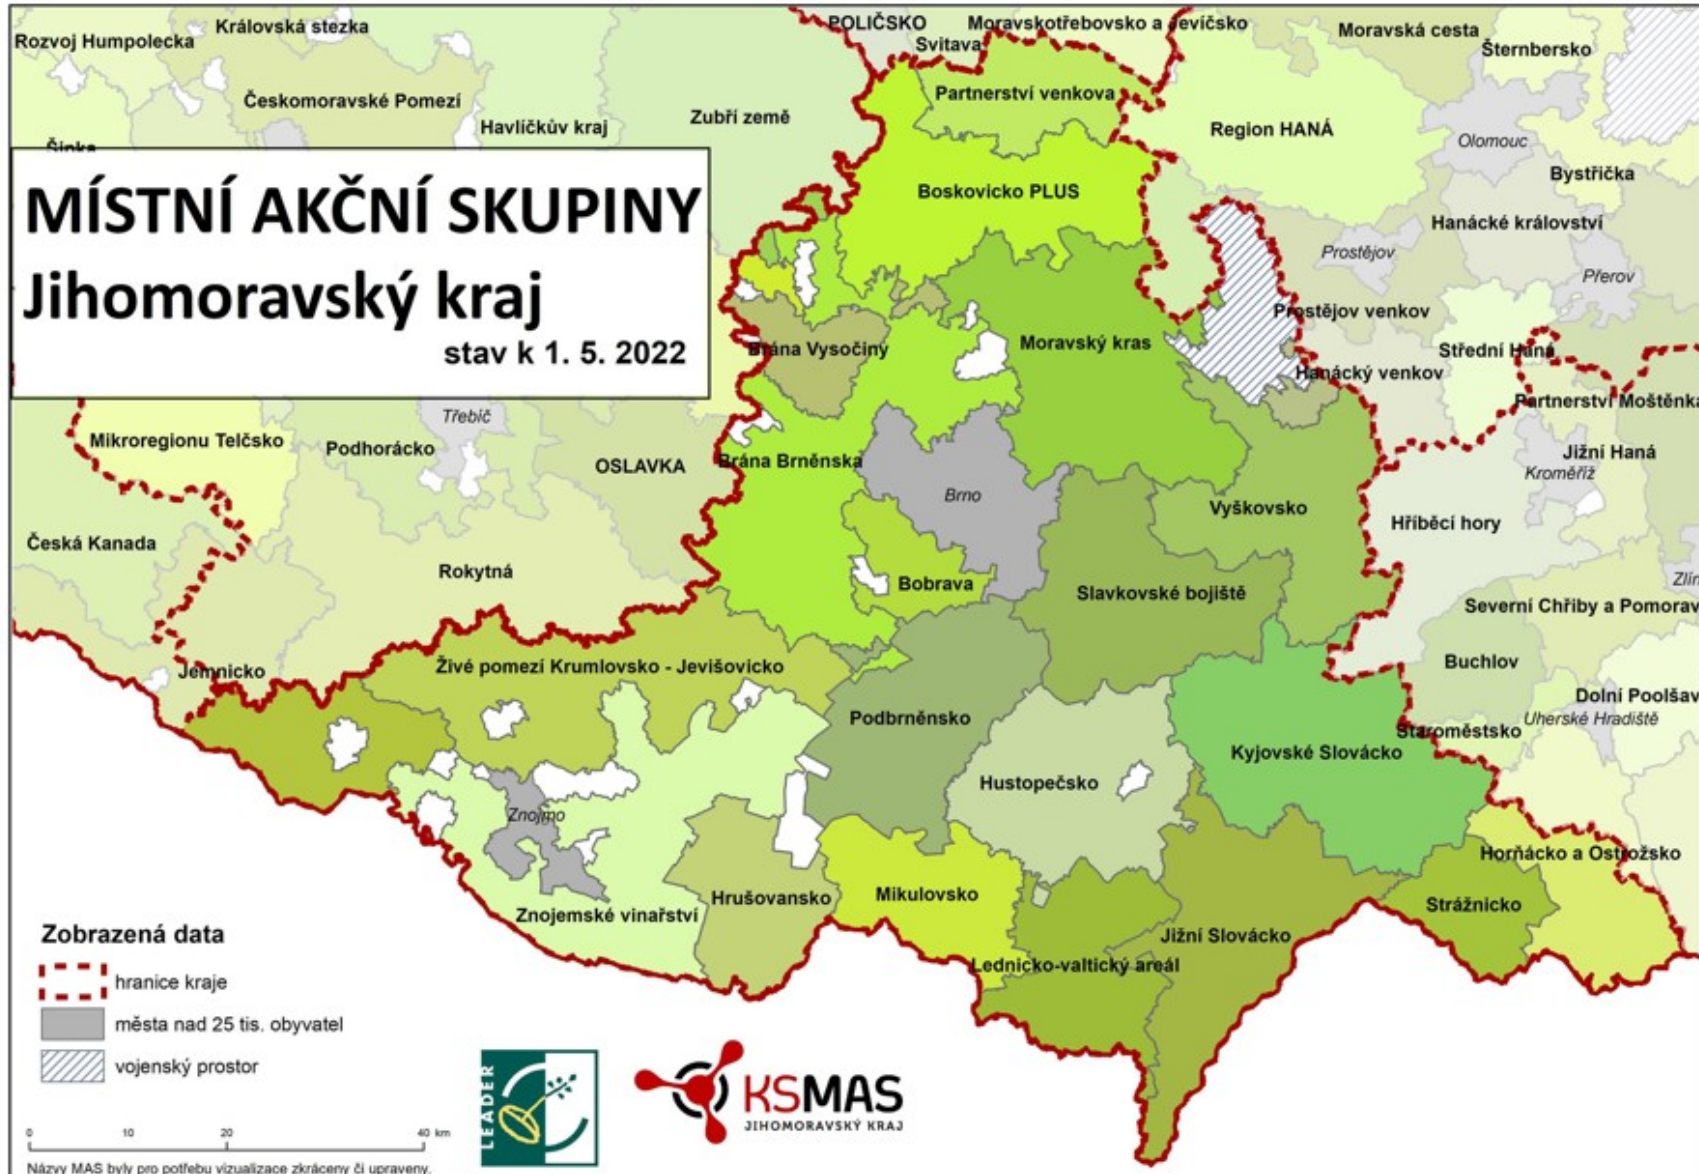 POLIČSKO
Moravskotřebovsko a Jevíčsko
Královská stezka
Rozvoj Humpolecka
Svitava
Moravská cesta
Šternbersko
Českomoravské Pomezí
Havlíčkův kraj
Zubří země
Partnerství venkova
Region HANÁ
Olomouc
Šipka
Bystřička
MÍSTNÍ AKČNÍ SKUPINY
Jihomoravský kraj
stav k 1. 5. 2022
Boskovicko PLUS
Hanácké království
Prostějov
Přerov
Prostějov venkov
Brána Vysočiny
Moravský kras
Střední Haná
Hanácký venkov
Partnerství Moštěnka
Třebíč
Mikroregionu Telčsko
Podhorácko
OSLAVKA
Brána Brněnska
Brno
Jižní Haná
Kroměříž
Vyškovsko
Hříběcí hory
Česká Kanada
Rokytná
Bobrava
Slavkovské bojiště
Zlín
Severní Chřiby a Pomorav
Jemnicko
Živé pomezí Krumlovsko - Jevišovicko
Buchlov
Dolní Poolšav
Podbrněnsko
Uherské Hradiště
Staroměstsko
Kyjovské Slovácko
Hustopečsko
Znojmo
Horňácko a Ostrožsko
Hrušovansko
Mikulovsko
Strážnicko
Znojemské vinařství
Jižní Slovácko
Lednicko-valtický areál
Zobrazená data
hranice kraje
města nad 25 tis. obyvatel
vojenský prostor
LEADER
KSMAS
JIHOMORAVSKÝ KRAJ
0 10 20 40 km
Názvy MAS byly pro potřebu vizualizace zkráceny či upraveny.